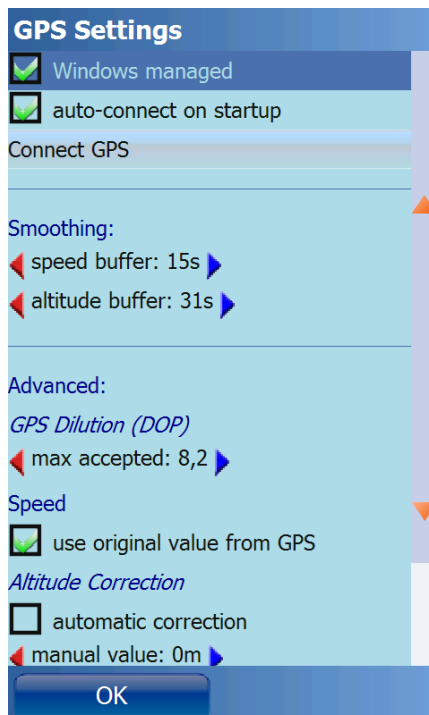 GPS Settings
Windows managed
auto-connect on startup
Connect GPS
Smoothing:
speed buffer: 15s
altitude buffer: 31s
Advanced:
GPS Dilution (DOP)
max accepted: 8,2
Speed
use original value from GPS
Altitude Correction
automatic correction
manual value: 0m
OK